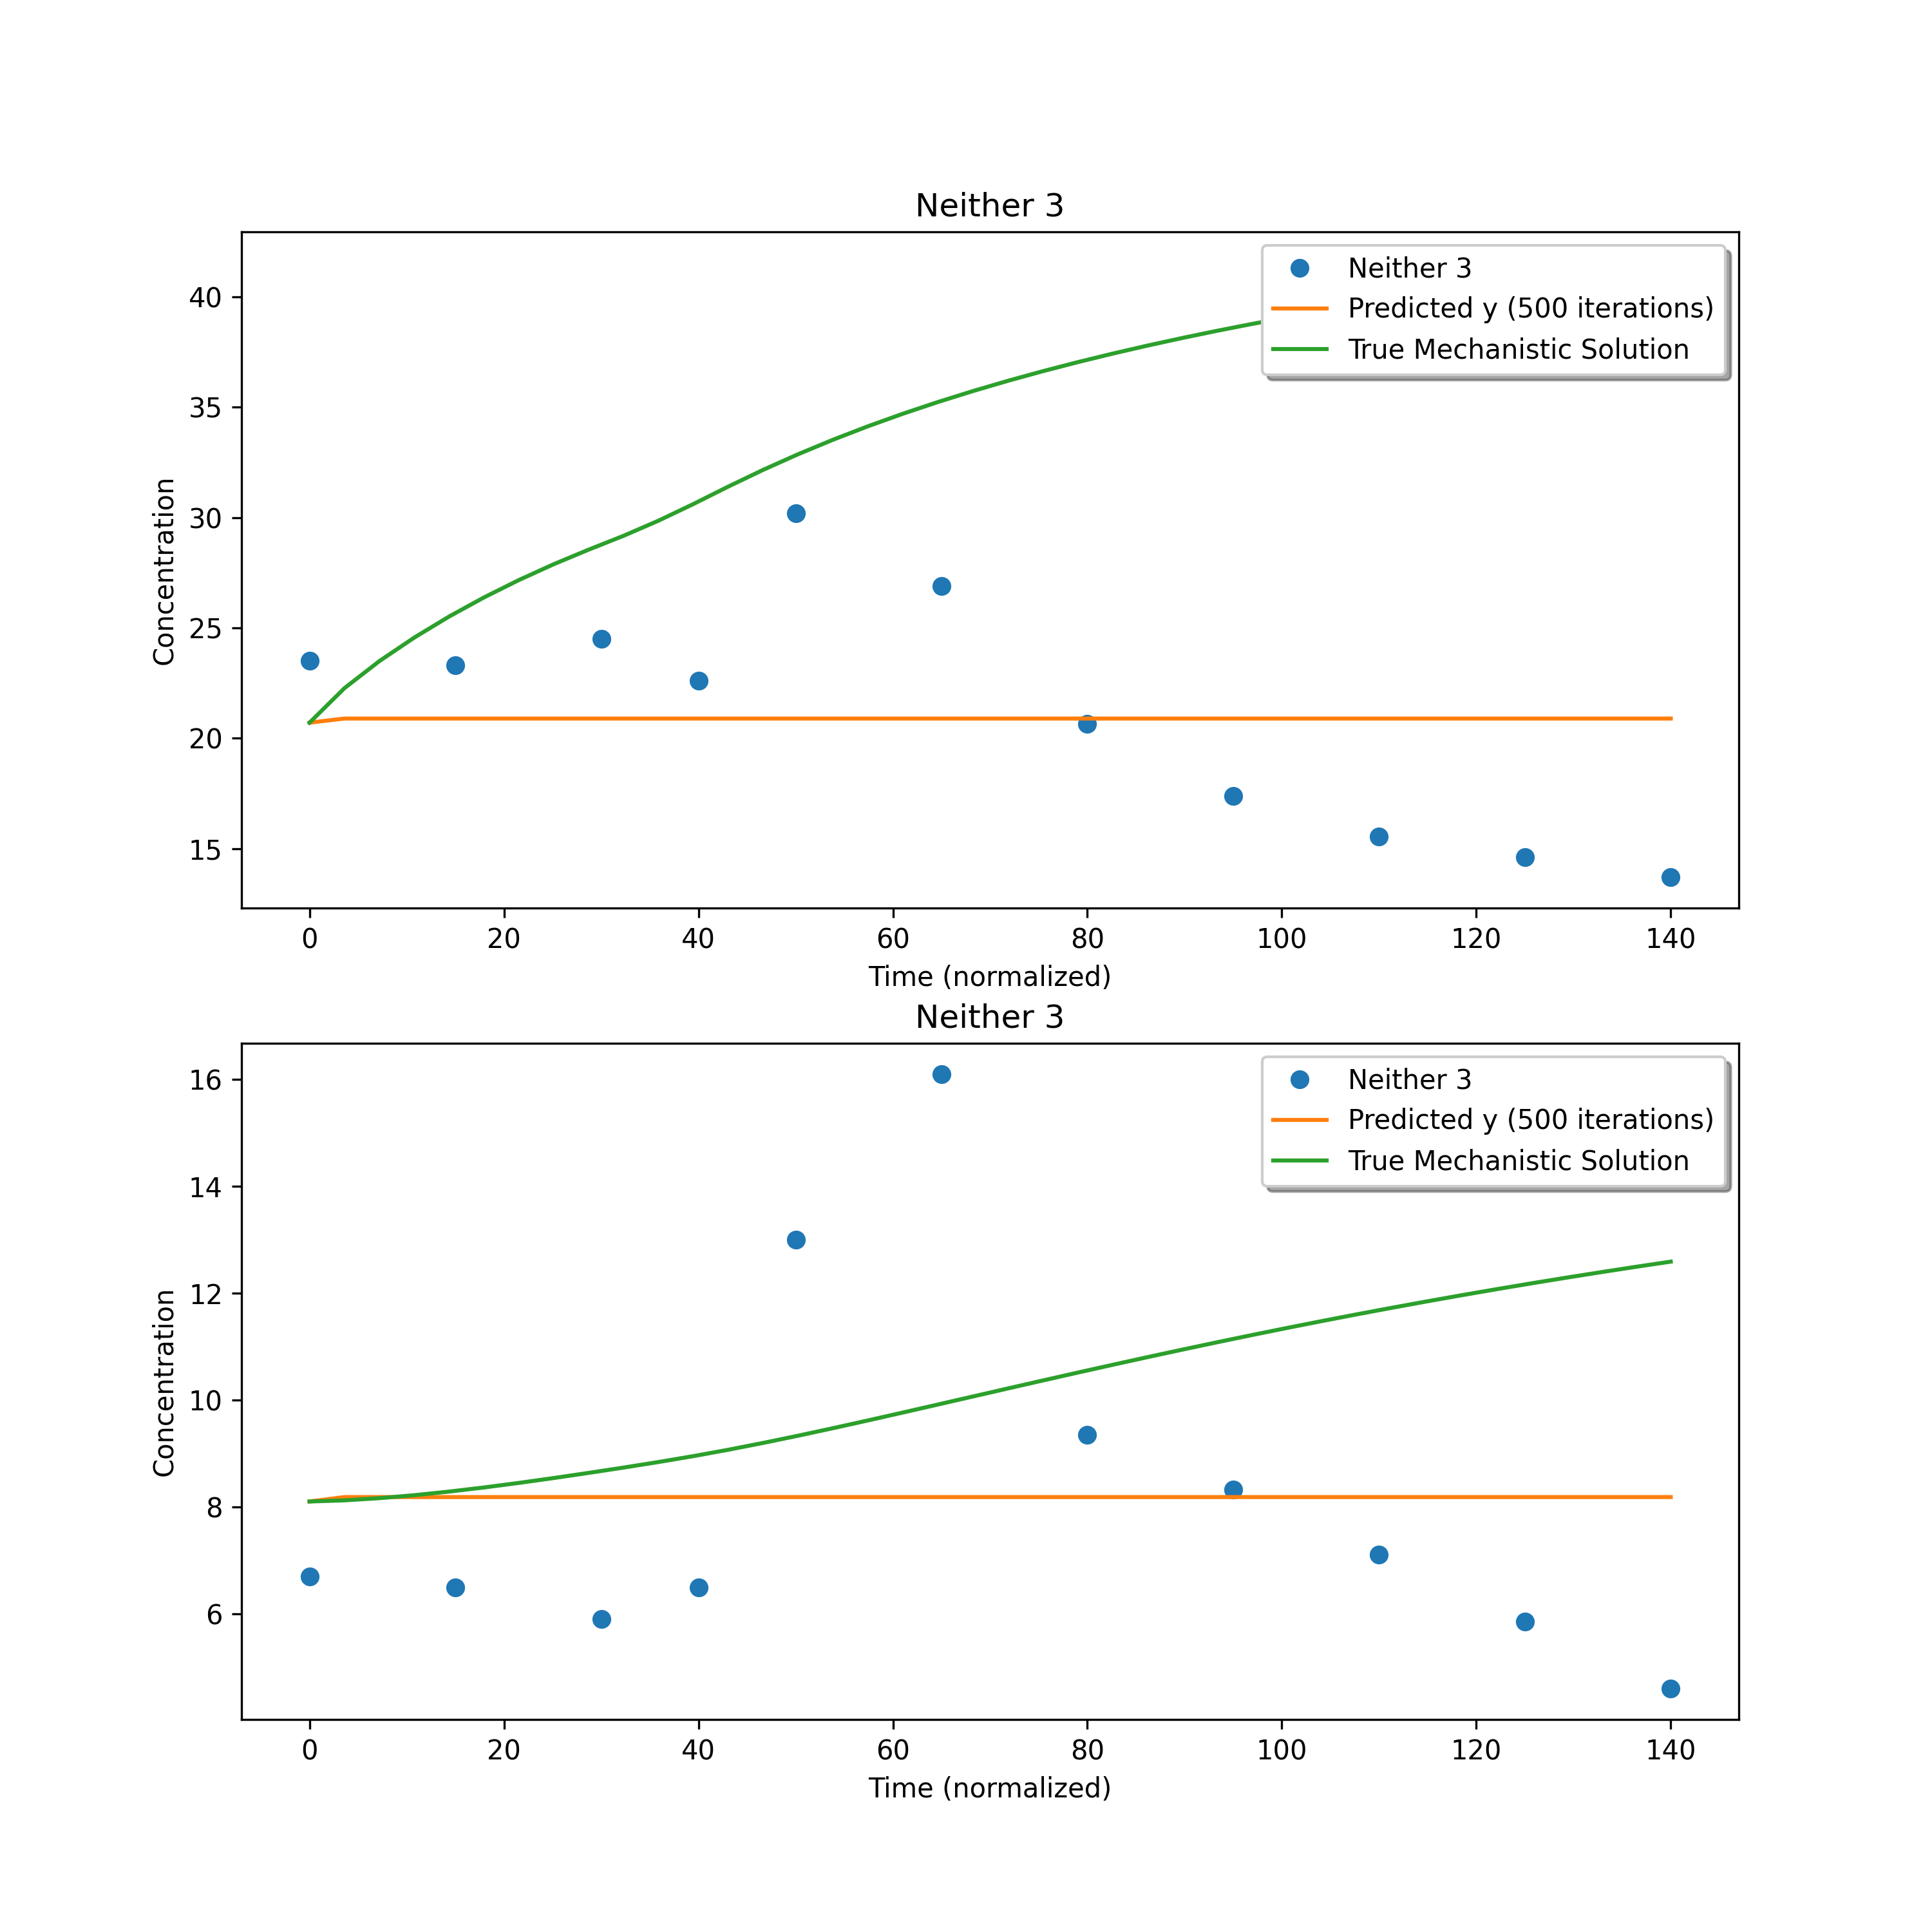 Neither 3
Neither 3
Predicted y (500 iterations)
True Mechanistic Solution
40
35
30
25
20
15
Concentration
0 20 40 60 80 100 120 140
Time (normalized)
Neither 3
Neither 3
Predicted y (500 iterations)
True Mechanistic Solution
16
14
12
10
8
6
Concentration
0 20 40 60 80 100 120 140
Time (normalized)